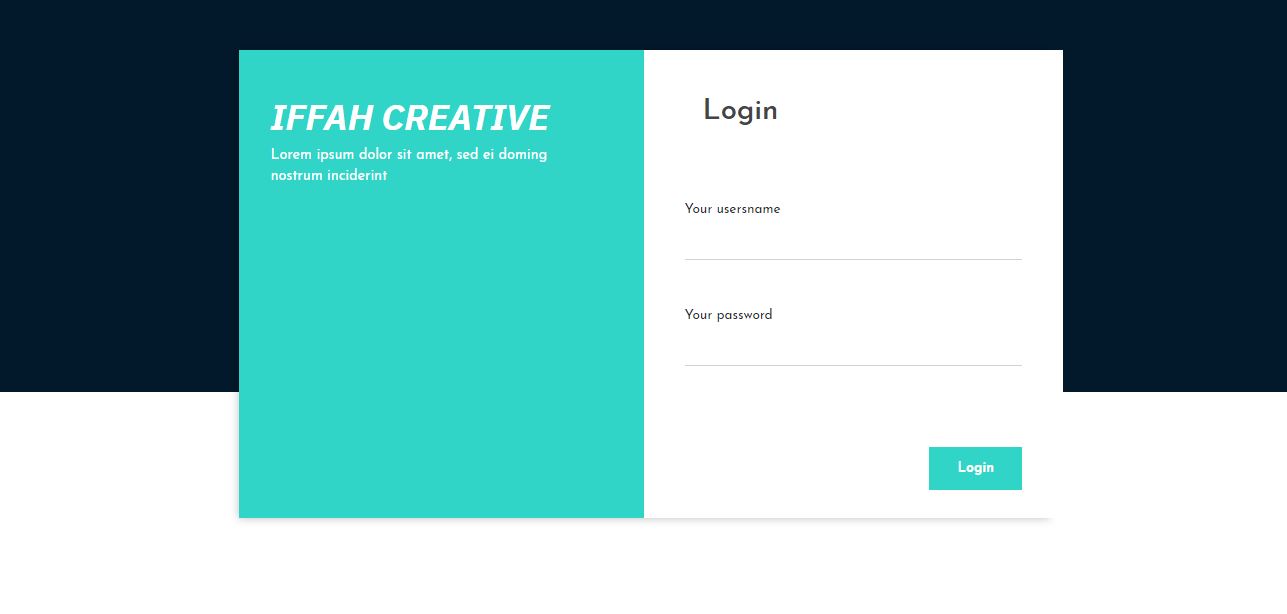 IFFAH CREATIVE
Lorem ipsum dolor sit amet, sed ei doming
nostrum inciderint
Login
Your usersname
Your password
Login